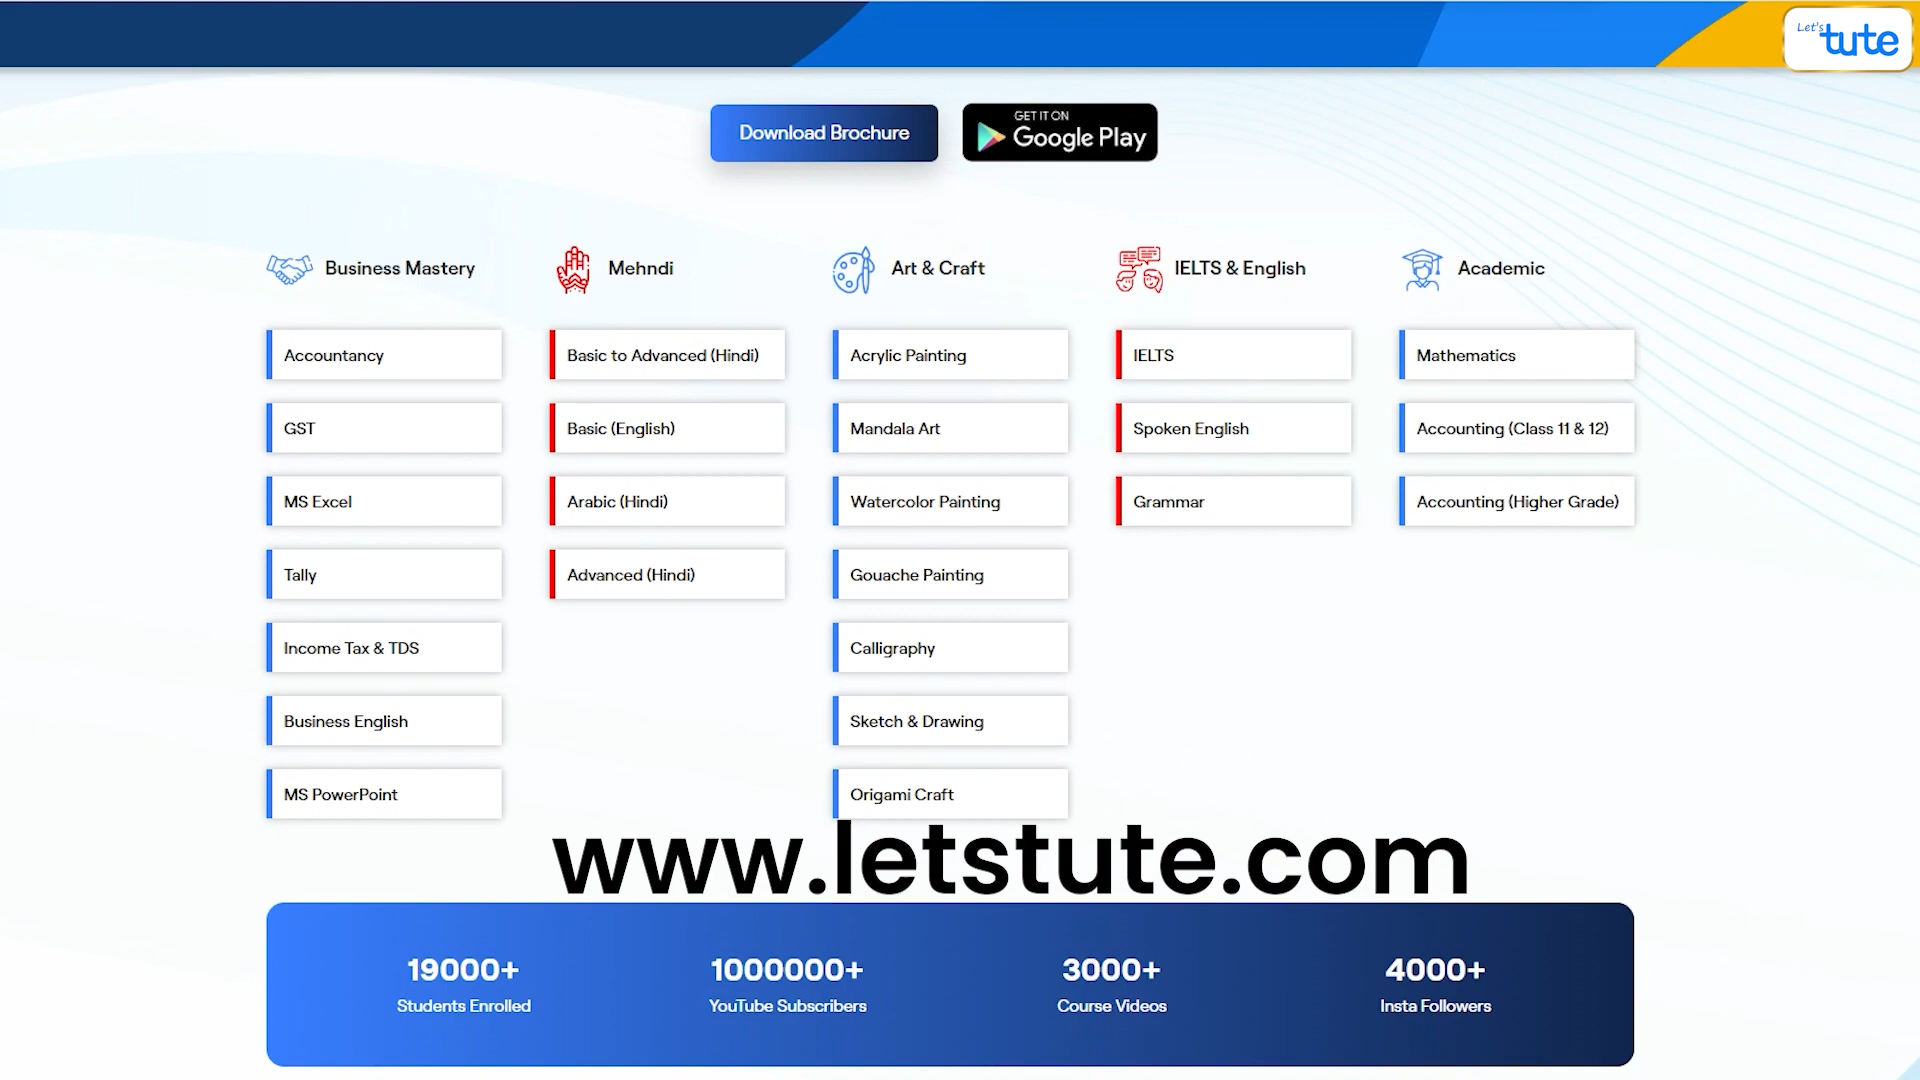 Let's
tute
Download Brochure
GET IT ON
Google Play
Business Mastery
Accountancy
GST
MS Excel
Tally
Income Tax & TDS
Business English
MS PowerPoint
Mehndi
Basic to Advanced (Hindi)
Basic (English)
Arabic (Hindi)
Advanced (Hindi)
Art & Craft
Acrylic Painting
Mandala Art
Watercolor Painting
Gouache Painting
Calligraphy
Sketch & Drawing
Origami Craft
IELTS & English
IELTS
Spoken English
Grammar
Academic
Mathematics
Accounting (Class 11 & 12)
Accounting (Higher Grade)
www.letstute.com
19000+
Students Enrolled
1000000+
YouTube Subscribers
3000+
Course Videos
4000+
Insta Followers